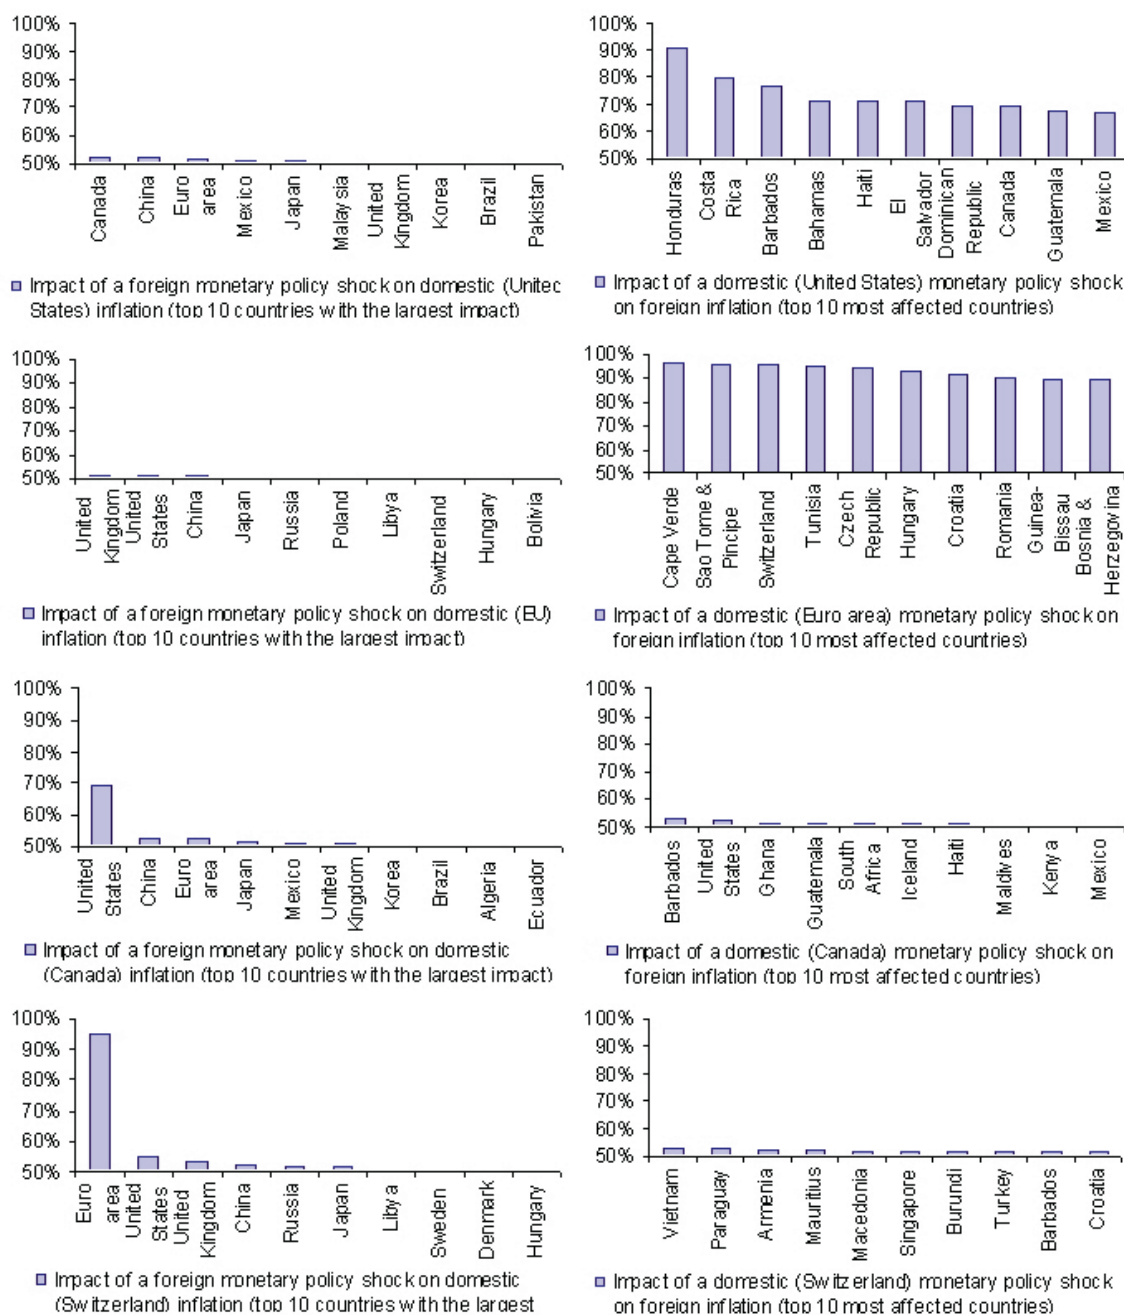 100%
90%
80%
70%
60%
50%
Canada
China
Euro
area
Mexico
Japan
Malaysia
United
Kingdom
Korea
Brazil
Pakistan
Impact of a foreign monetary policy shock on domestic (United
States) inflation (top 10 countries with the largest impact)
100%
90%
80%
70%
60%
50%
Honduras
Costa
Rica
Barbados
Bahamas
Haiti
El
Salvador
Dominican
Republic
Canada
Guatemala
Mexico
Impact of a domestic (United States) monetary policy shock
on foreign inflation (top 10 most affected countries)
100%
90%
80%
70%
60%
50%
United
Kingdom
United
States
China
Japan
Russia
Poland
Libya
Switzerland
Hungary
Bolivia
Impact of a foreign monetary policy shock on domestic (EU)
inflation (top 10 countries with the largest impact)
100%
90%
80%
70%
60%
50%
Cape Verde
Sao Tome &
Pincipe
Switzerland
Tunisia
Czech
Republic
Hungary
Croatia
Romania
Guinea-
Bissau
Bosnia &
Herzegovina
Impact of a domestic (Euro area) monetary policy shock on
foreign inflation (top 10 most affected countries)
100%
90%
80%
70%
60%
50%
United
States
China
Euro
area
Japan
Mexico
United
Kingdom
Korea
Brazil
Algeria
Ecuador
Impact of a foreign monetary policy shock on domestic
(Canada) inflation (top 10 countries with the largest impact)
100%
90%
80%
70%
60%
50%
Barbados
United
States
Ghana
Guatemala
South
Africa
Iceland
Haiti
Maldives
Kenya
Mexico
Impact of a domestic (Canada) monetary policy shock on
foreign inflation (top 10 most affected countries)
100%
90%
80%
70%
60%
50%
Euro
area
United
States
United
Kingdom
China
Russia
Japan
Libya
Sweden
Denmark
Hungary
Impact of a foreign monetary policy shock on domestic
(Switzerland) inflation (top 10 countries with the largest
100%
90%
80%
70%
60%
50%
Vietnam
Paraguay
Armenia
Mauritius
Macedonia
Singapore
Burundi
Turkey
Barbados
Croatia
Impact of a domestic (Switzerland) monetary policy shock
on foreign inflation (top 10 most affected countries)